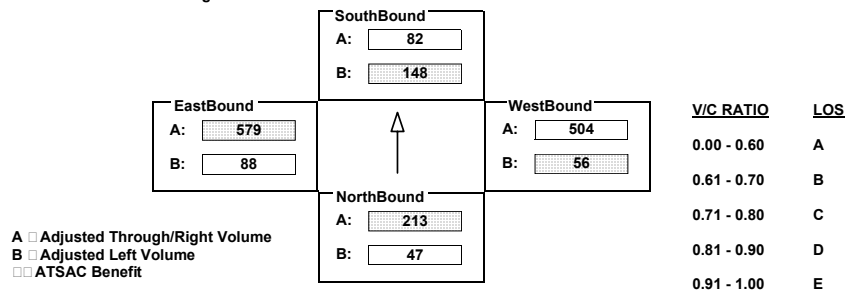 SouthBound
A: 82
B: 148
EastBound
A: 579
B: 88
WestBound
A: 504
B: 56
NorthBound
A: 213
B: 47
A □ Adjusted Through/Right Volume
B □ Adjusted Left Volume
□□ ATSAC Benefit
V/C RATIO LOS
0.00 - 0.60 A
0.61 - 0.70 B
0.71 - 0.80 C
0.81 - 0.90 D
0.91 - 1.00 E